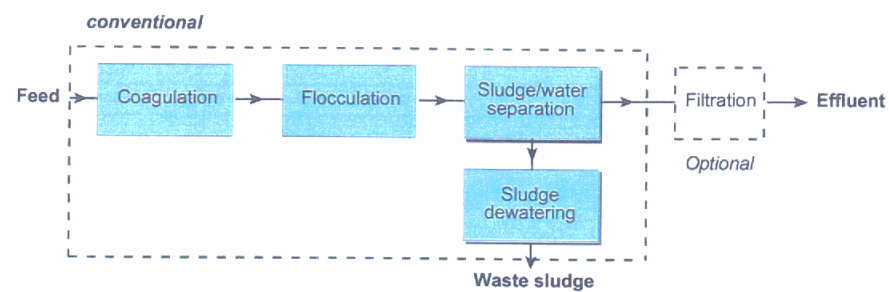 conventional
Feed
Coagulation
Flocculation
Sludge/water
separation
Filtration
Effluent
Optional
Sludge
dewatering
Waste sludge